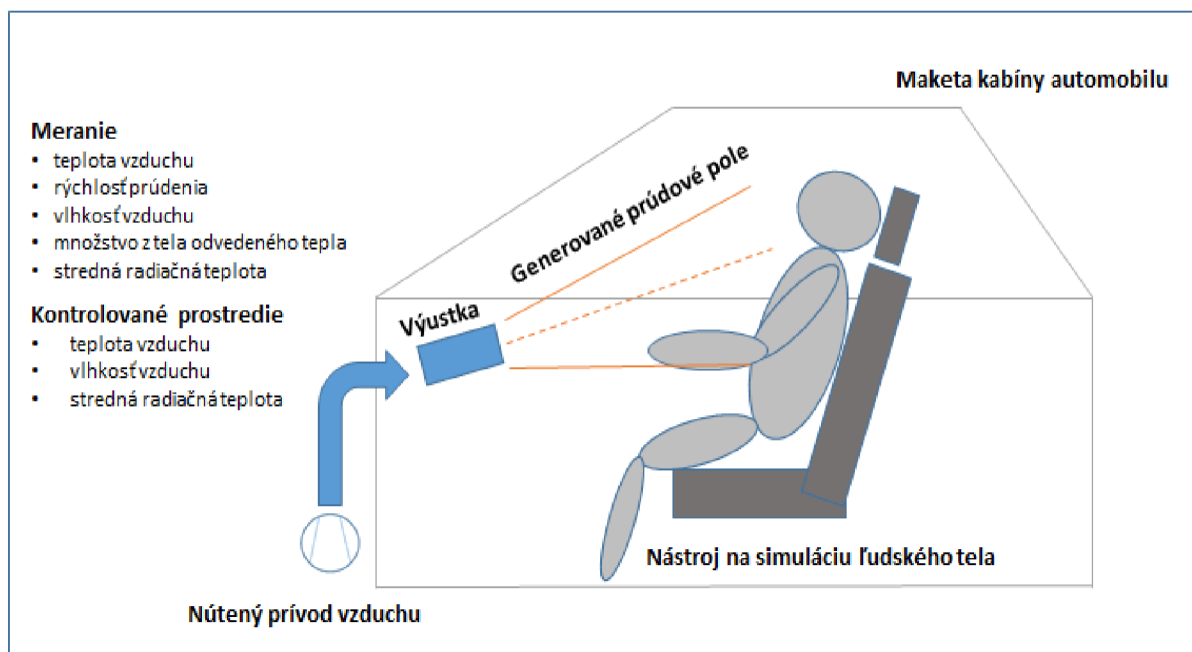 Maketa kabíny automobilu
Meranie
• teplota vzduchu
• rýchlosť prúdenia
• vlhkosť vzduchu
• množstvo z tela odvedeného tepla
• stredná radiačná teplota
Kontrolované prostredie
• teplota vzduchu
• vlhkosť vzduchu
• stredná radiačná teplota
Generované prúdové pole
Výustka
Nástroj na simuláciu ľudského tela
Nútený prívod vzduchu